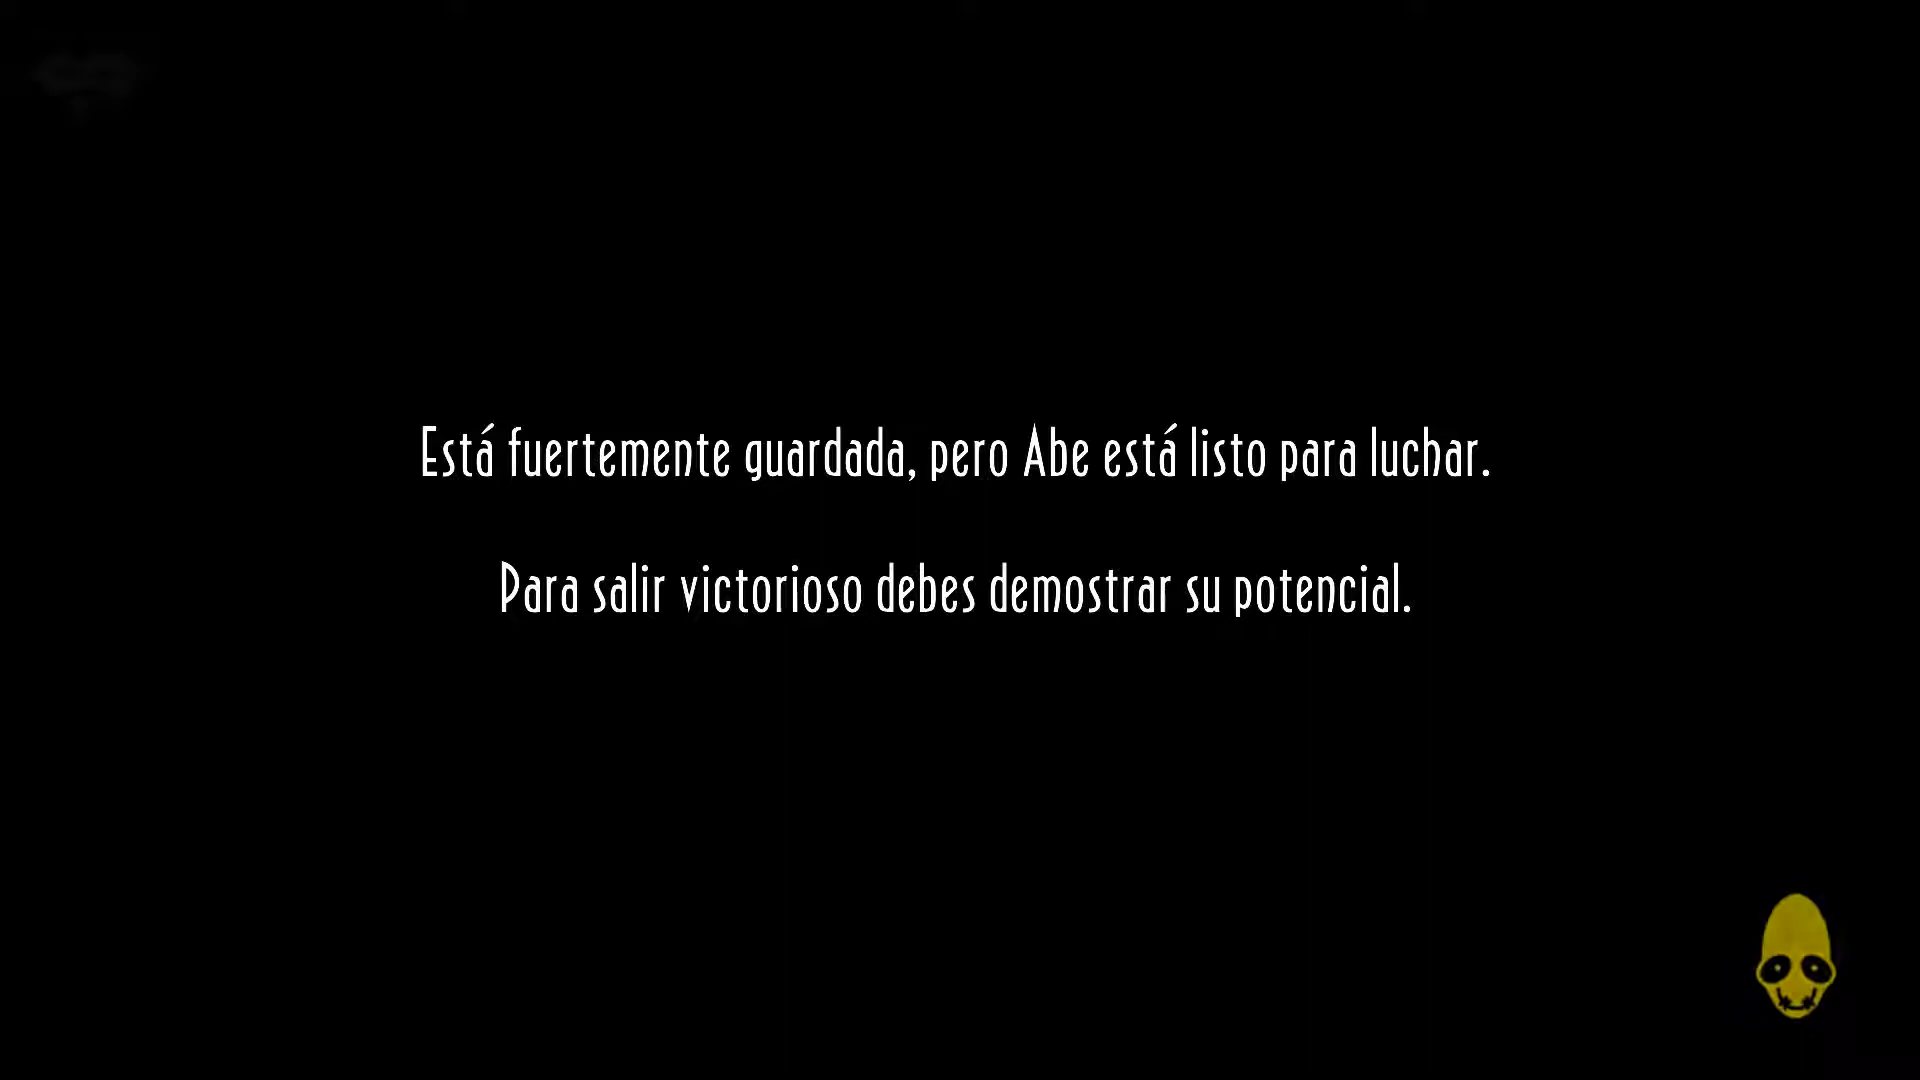 Está fuertemente guardada, pero Abe está listo para luchar.
Para salir victorioso debes demostrar su potencial.